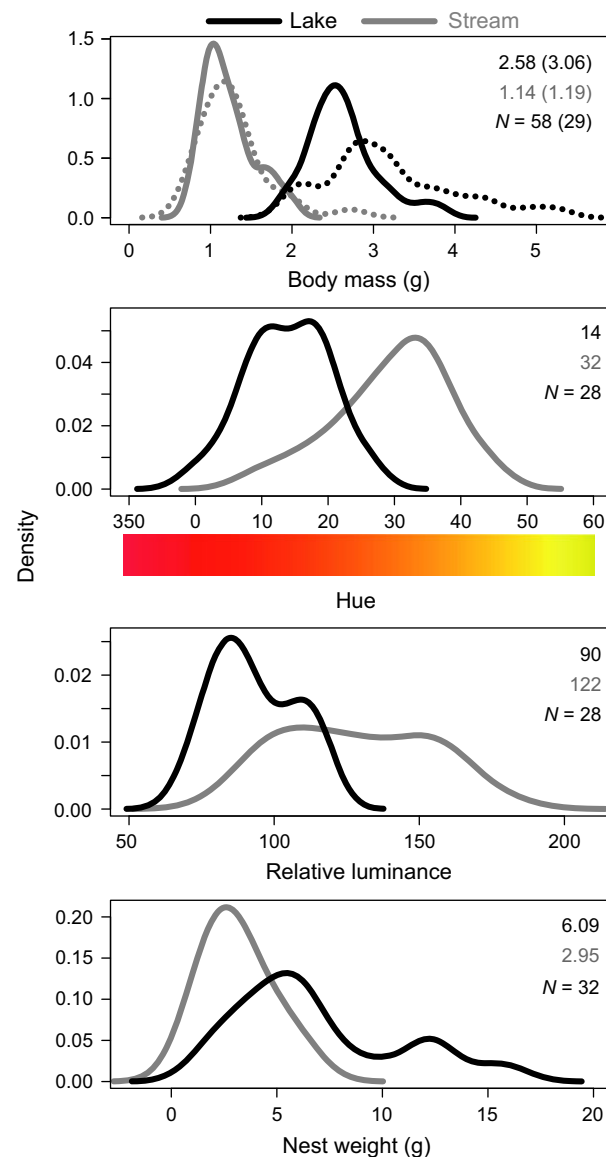 Lake Stream
1.5
1.0
0.5
0.0
2.58 (3.06)
1.14 (1.19)
N = 58 (29)
0 1 2 3 4 5
Body mass (g)
0.04
0.02
0.00
14
32
N = 28
350 0 10 20 30 40 50 60
Hue
Density
0.02
0.01
0.00
90
122
N = 28
50 100 150 200
Relative luminance
0.20
0.15
0.10
0.05
0.00
6.09
2.95
N = 32
0 5 10 15 20
Nest weight (g)